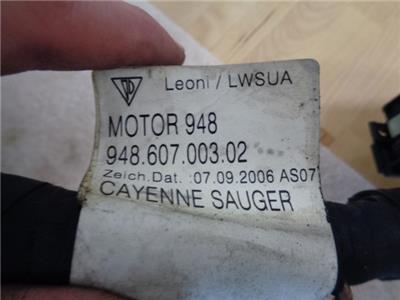 Leoni / LWSUA
MOTOR 948
948.607.003.02
Zeich.Dat. :07.09.2006 AS07
CAYENNE SAUGER